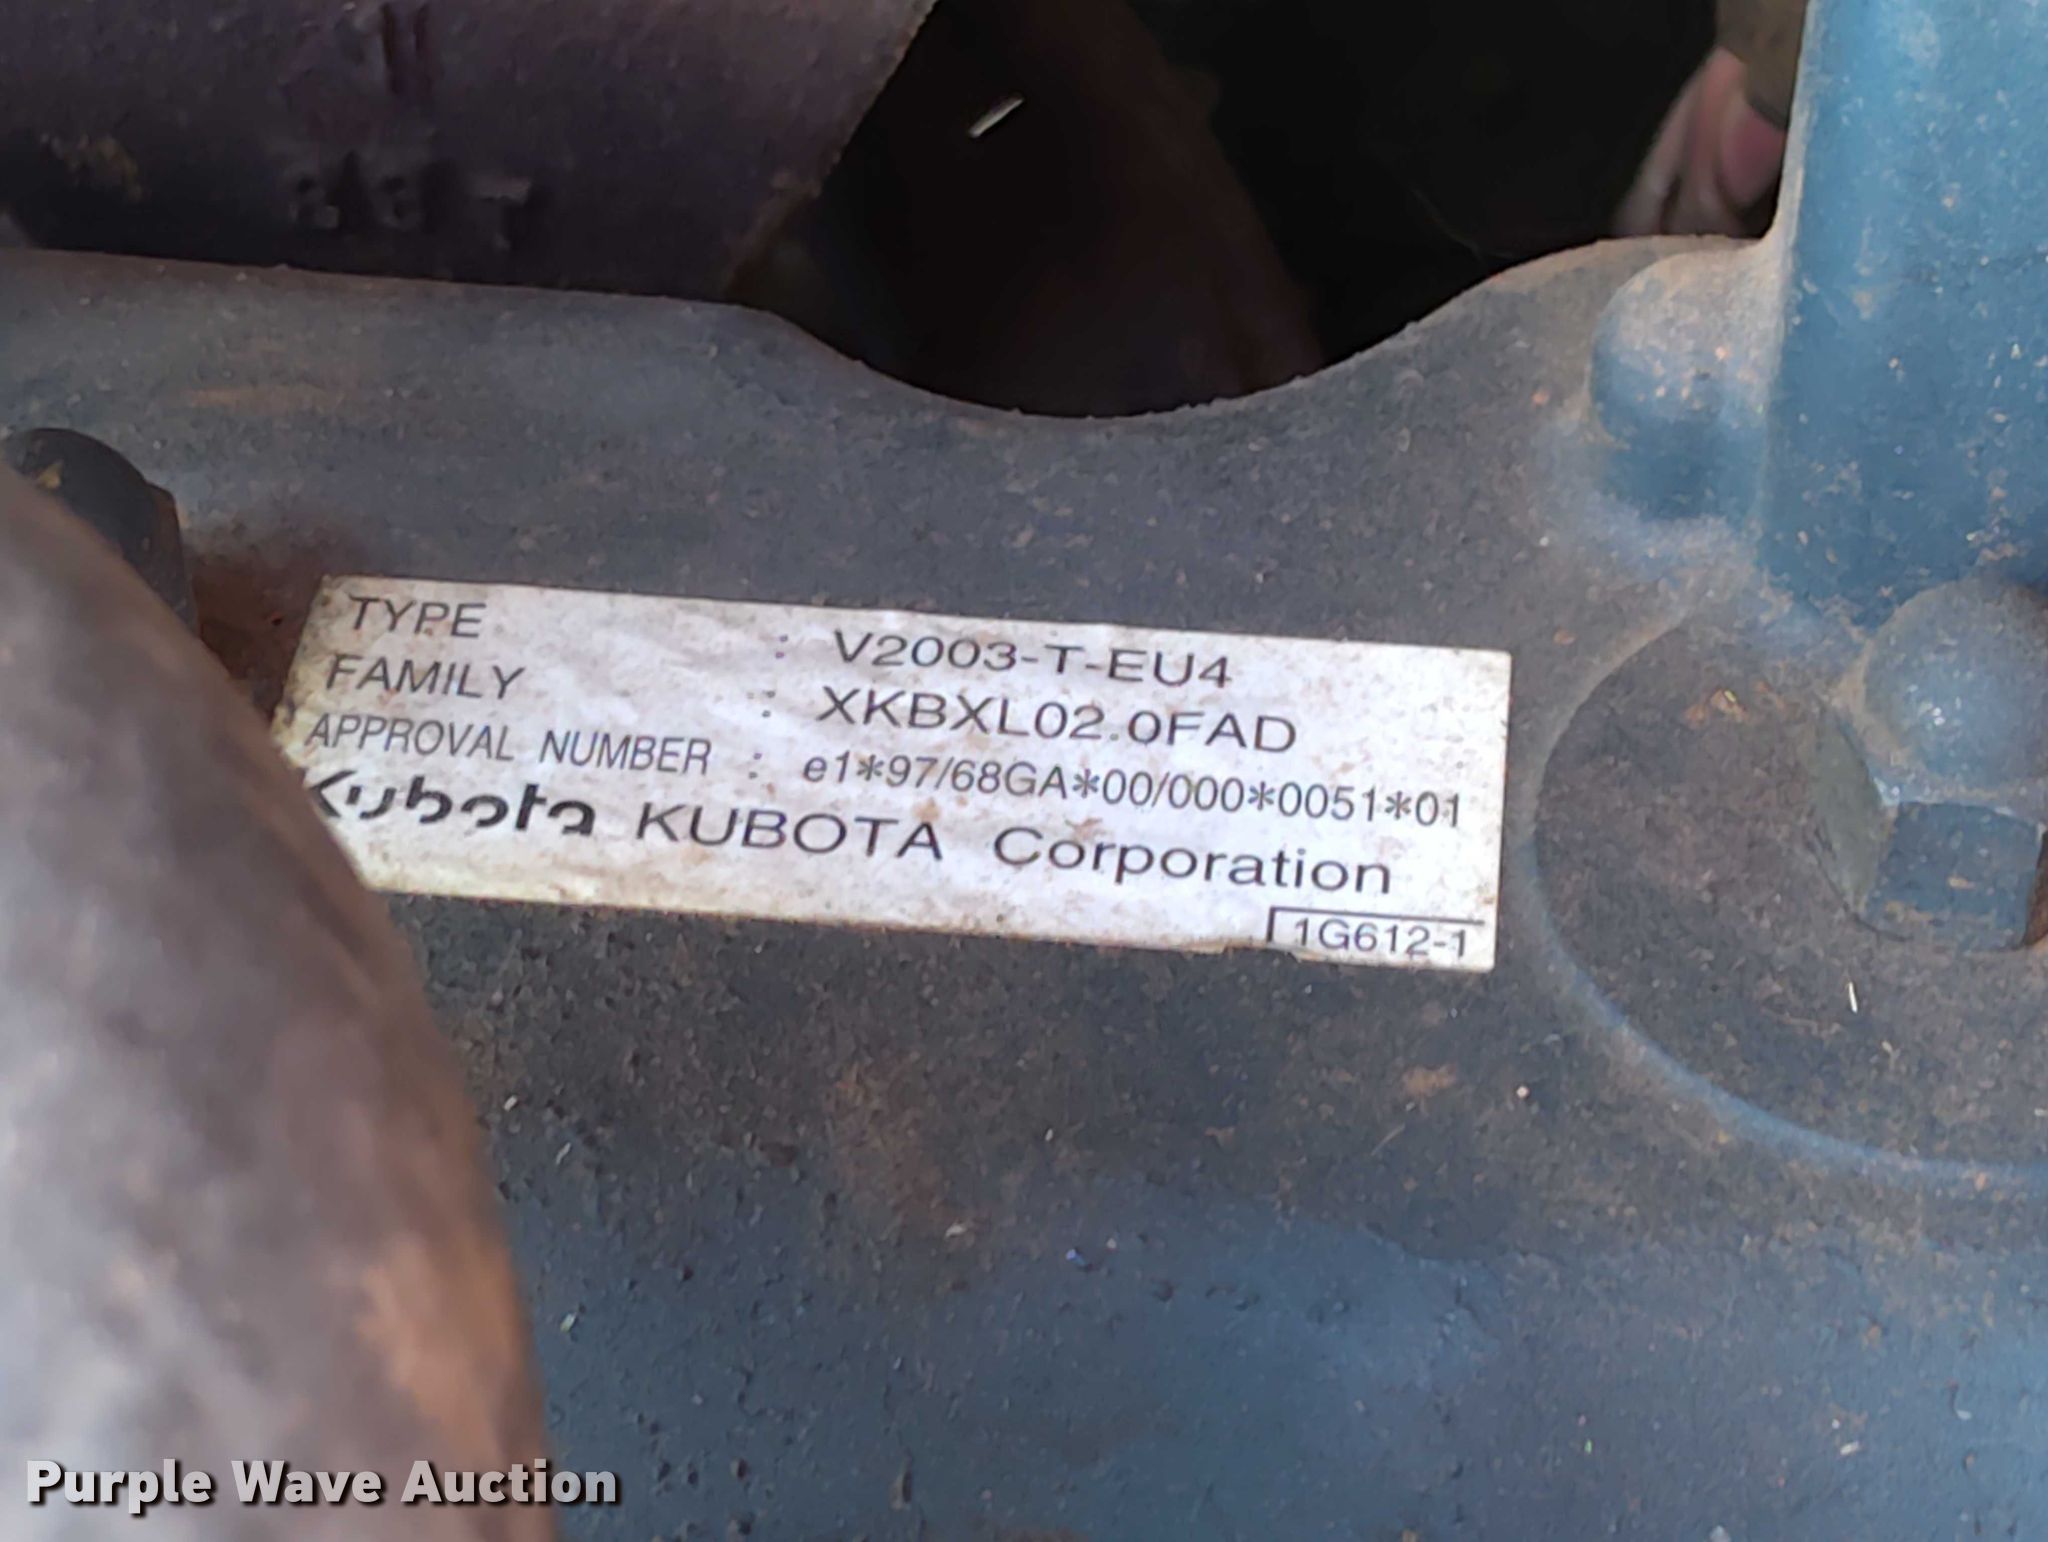 TYPE : V2003-T-EU4
FAMILY : XKBXL02.0FAD
APPROVAL NUMBER : e1*97/68GA*00/000*0051*01
Kubota KUBOTA Corporation
1G612-1
Purple Wave Auction